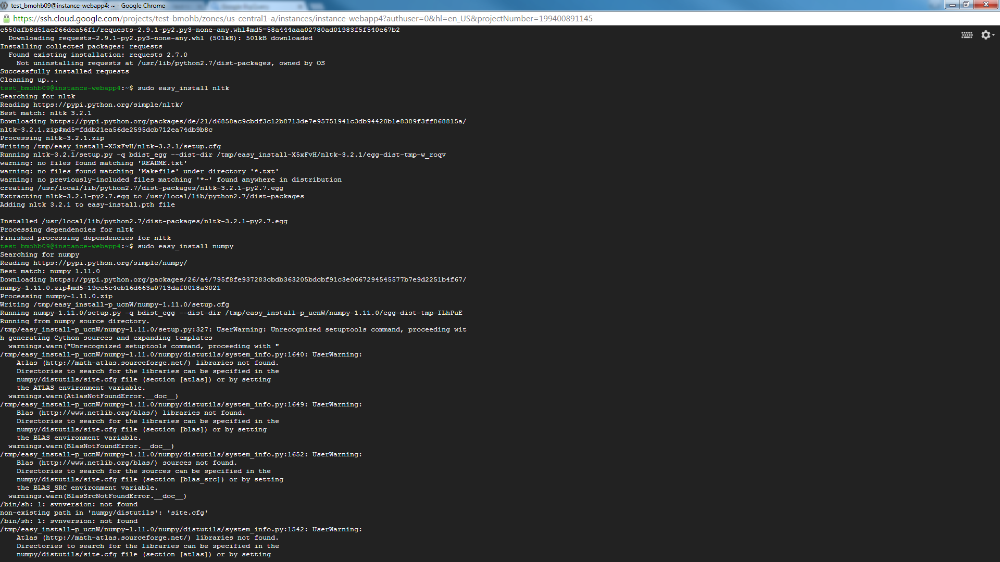 test_bmohb09@instance-webapp4: ~ - Google Chrome
https://ssh.cloud.google.com/projects/test-bmohb/zones/us-central1-a/instances/instance-webapp4?authuser=0&hl=en_US&projectNumber=199400891145
c550afb8d51ae266dea56f1/requests-2.9.1-py2.py3-none-any.whl#md5=58a444aaa02780ad01983f5f540e67b2
  Downloading requests-2.9.1-py2.py3-none-any.whl (501kB): 501kB downloaded
Installing collected packages: requests
  Found existing installation: requests 2.7.0
    Not uninstalling requests at /usr/lib/python2.7/dist-packages, owned by OS
Successfully installed requests
Cleaning up...
test_bmohb09@instance-webapp4:~$ sudo easy_install nltk
Searching for nltk
Reading https://pypi.python.org/simple/nltk/
Best match: nltk 3.2.1
Downloading https://pypi.python.org/packages/de/21/d6858ac9cbdf3c12b8713de7e95751941c3db94420b1e8389f3ff868815a/
nltk-3.2.1.zip#md5=fddb21ea56de2595dcb712ea74db9b8c
Processing nltk-3.2.1.zip
Writing /tmp/easy_install-X5xFvH/nltk-3.2.1/setup.cfg
Running nltk-3.2.1/setup.py -q bdist_egg --dist-dir /tmp/easy_install-X5xFvH/nltk-3.2.1/egg-dist-tmp-w_roqv
warning: no files found matching 'README.txt'
warning: no files found matching 'Makefile' under directory '*.txt'
warning: no previously-included files matching '*~' found anywhere in distribution
creating /usr/local/lib/python2.7/dist-packages/nltk-3.2.1-py2.7.egg
Extracting nltk-3.2.1-py2.7.egg to /usr/local/lib/python2.7/dist-packages
Adding nltk 3.2.1 to easy-install.pth file

Installed /usr/local/lib/python2.7/dist-packages/nltk-3.2.1-py2.7.egg
Processing dependencies for nltk
Finished processing dependencies for nltk
test_bmohb09@instance-webapp4:~$ sudo easy_install numpy
Searching for numpy
Reading https://pypi.python.org/simple/numpy/
Best match: numpy 1.11.0
Downloading https://pypi.python.org/packages/26/a4/795f8fe937283cbdb363205bdcbf91c3e0667294545577b7e9d2251b4f67/
numpy-1.11.0.zip#md5=19ce5c4eb16d663a0713daf0018a3021
Processing numpy-1.11.0.zip
Writing /tmp/easy_install-p_ucnW/numpy-1.11.0/setup.cfg
Running numpy-1.11.0/setup.py -q bdist_egg --dist-dir /tmp/easy_install-p_ucnW/numpy-1.11.0/egg-dist-tmp-ILhPuE
Running from numpy source directory.
/tmp/easy_install-p_ucnW/numpy-1.11.0/setup.py:327: UserWarning: Unrecognized setuptools command, proceeding wit
h generating Cython sources and expanding templates
  warnings.warn("Unrecognized setuptools command, proceeding with "
/tmp/easy_install-p_ucnW/numpy-1.11.0/numpy/distutils/system_info.py:1640: UserWarning:
    Atlas (http://math-atlas.sourceforge.net/) libraries not found.
    Directories to search for the libraries can be specified in the
    numpy/distutils/site.cfg file (section [atlas]) or by setting
    the ATLAS environment variable.
  warnings.warn(AtlasNotFoundError.__doc__)
/tmp/easy_install-p_ucnW/numpy-1.11.0/numpy/distutils/system_info.py:1649: UserWarning:
    Blas (http://www.netlib.org/blas/) libraries not found.
    Directories to search for the libraries can be specified in the
    numpy/distutils/site.cfg file (section [blas]) or by setting
    the BLAS environment variable.
  warnings.warn(BlasNotFoundError.__doc__)
/tmp/easy_install-p_ucnW/numpy-1.11.0/numpy/distutils/system_info.py:1652: UserWarning:
    Blas (http://www.netlib.org/blas/) sources not found.
    Directories to search for the sources can be specified in the
    numpy/distutils/site.cfg file (section [blas_src]) or by setting
    the BLAS_SRC environment variable.
  warnings.warn(BlasSrcNotFoundError.__doc__)
/bin/sh: 1: svnversion: not found
non-existing path in 'numpy/distutils': 'site.cfg'
/bin/sh: 1: svnversion: not found
/tmp/easy_install-p_ucnW/numpy-1.11.0/numpy/distutils/system_info.py:1542: UserWarning:
    Atlas (http://math-atlas.sourceforge.net/) libraries not found.
    Directories to search for the libraries can be specified in the
    numpy/distutils/site.cfg file (section [atlas]) or by setting